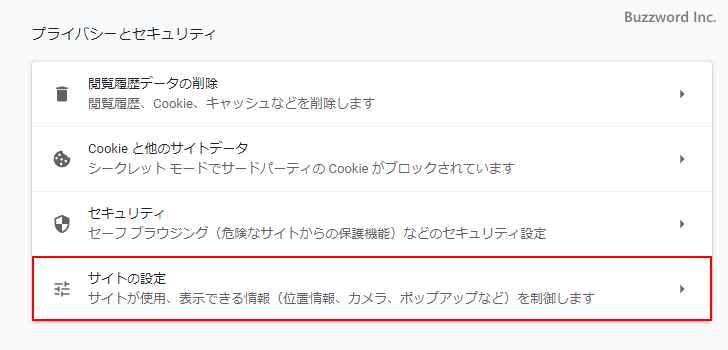 Buzzword Inc.
プライバシーとセキュリティ
閲覧履歴データの削除
閲覧履歴、Cookie、キャッシュなどを削除します
Cookie と他のサイトデータ
シークレット モードでサードパーティの Cookie がブロックされています
セキュリティ
セーフ ブラウジング（危険なサイトからの保護機能）などのセキュリティ設定
サイトの設定
サイトが使用、表示できる情報（位置情報、カメラ、ポップアップなど）を制御します